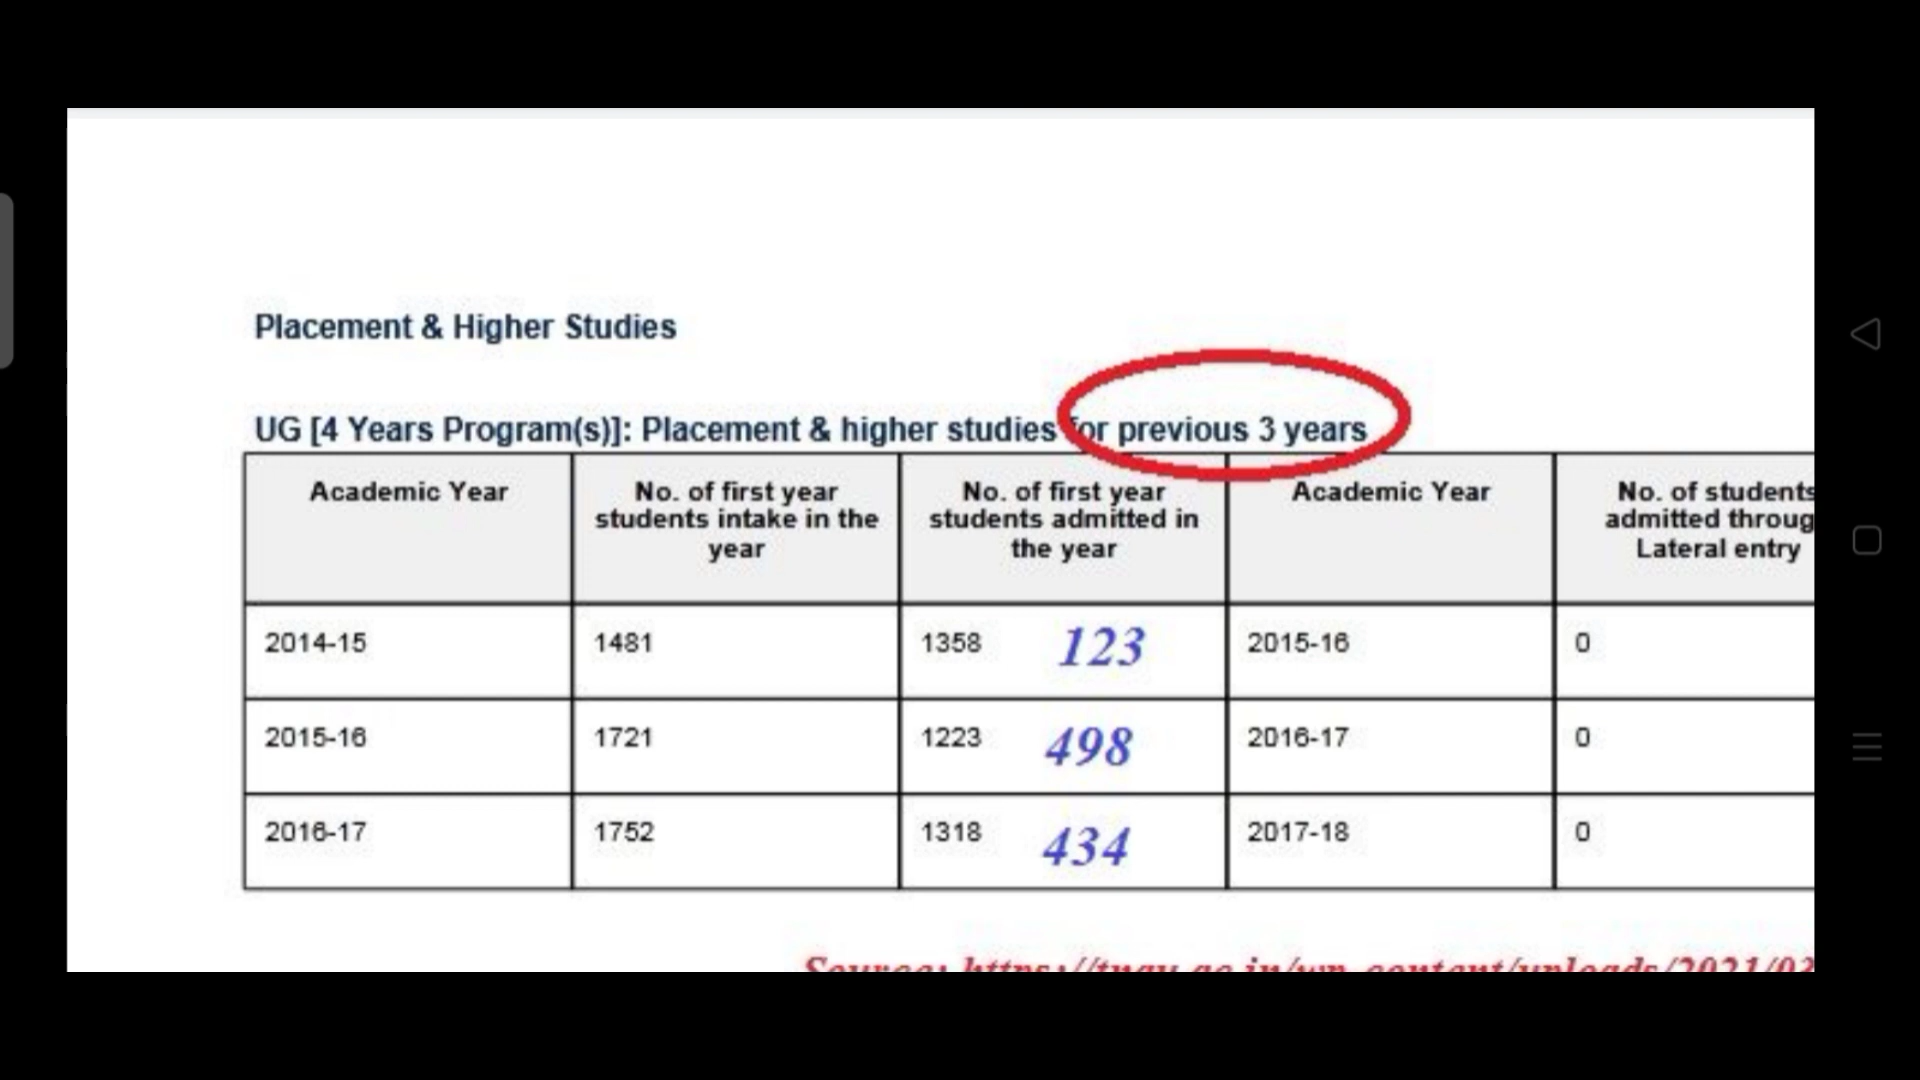 Placement & Higher Studies
UG [4 Years Program(s)]: Placement & higher studies for previous 3 years
Academic Year
No. of first year
students intake in the
year
No. of first year
students admitted in
the year
Academic Year
No. of students
admitted throug
Lateral entry
2014-15 1481 1358 123 2015-16 0
2015-16 1721 1223 498 2016-17 0
2016-17 1752 1318 434 2017-18 0
Source: